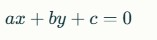 ax + by + c = 0